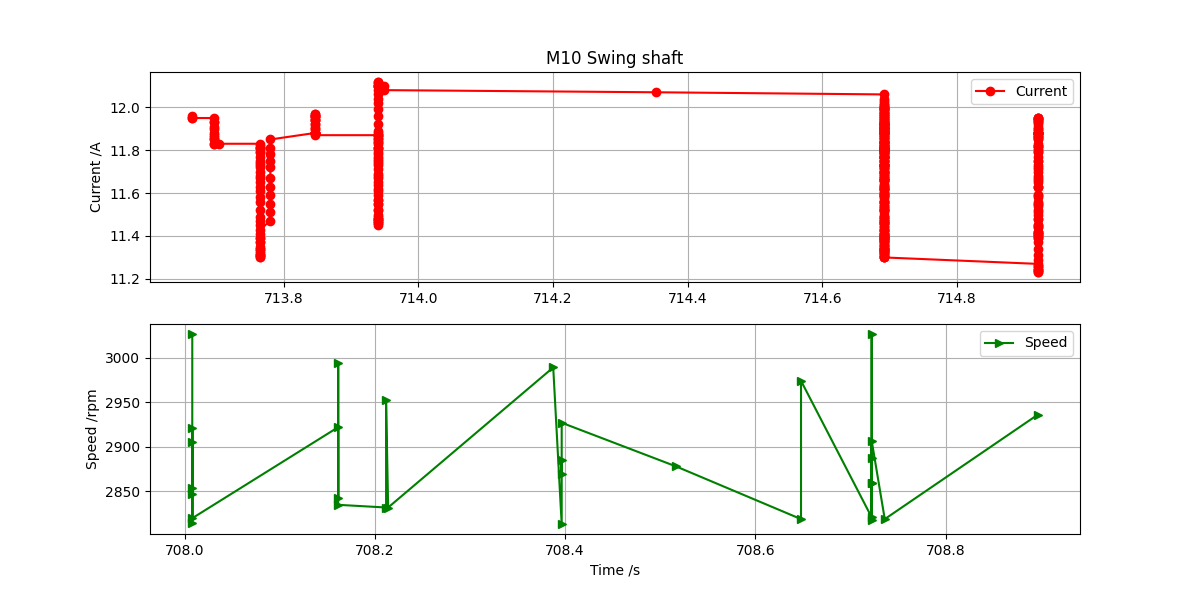 M10 Swing shaft
Current /A
12.0
11.8
11.6
11.4
11.2
Current
713.8 714.0 714.2 714.4 714.6 714.8
Speed /rpm
3000
2950
2900
2850
Speed
708.0 708.2 708.4 708.6 708.8
Time /s